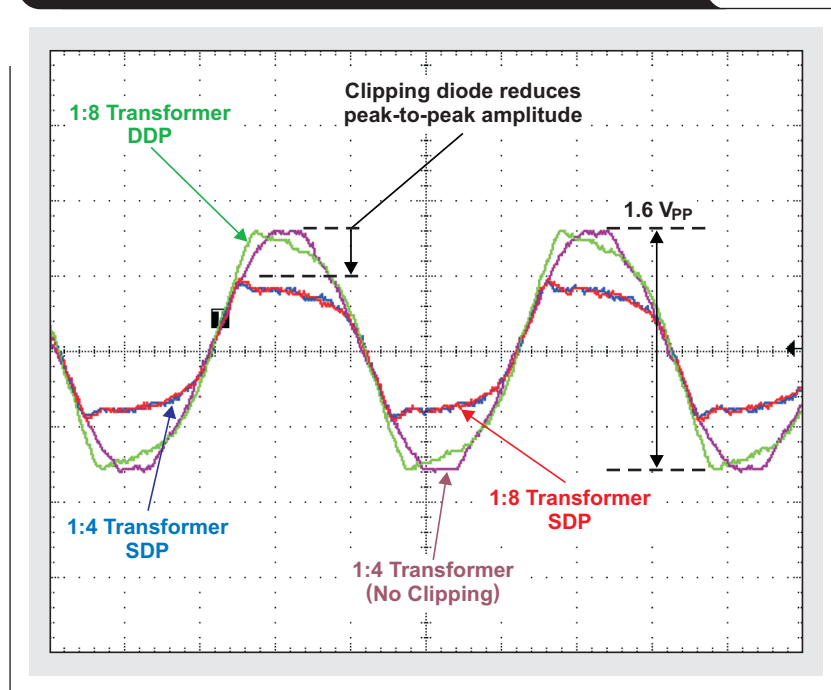 Clipping diode reduces
peak-to-peak amplitude
1:8 Transformer
DDP
1.6 VPP
1:8 Transformer
SDP
1:4 Transformer
SDP
1:4 Transformer
(No Clipping)